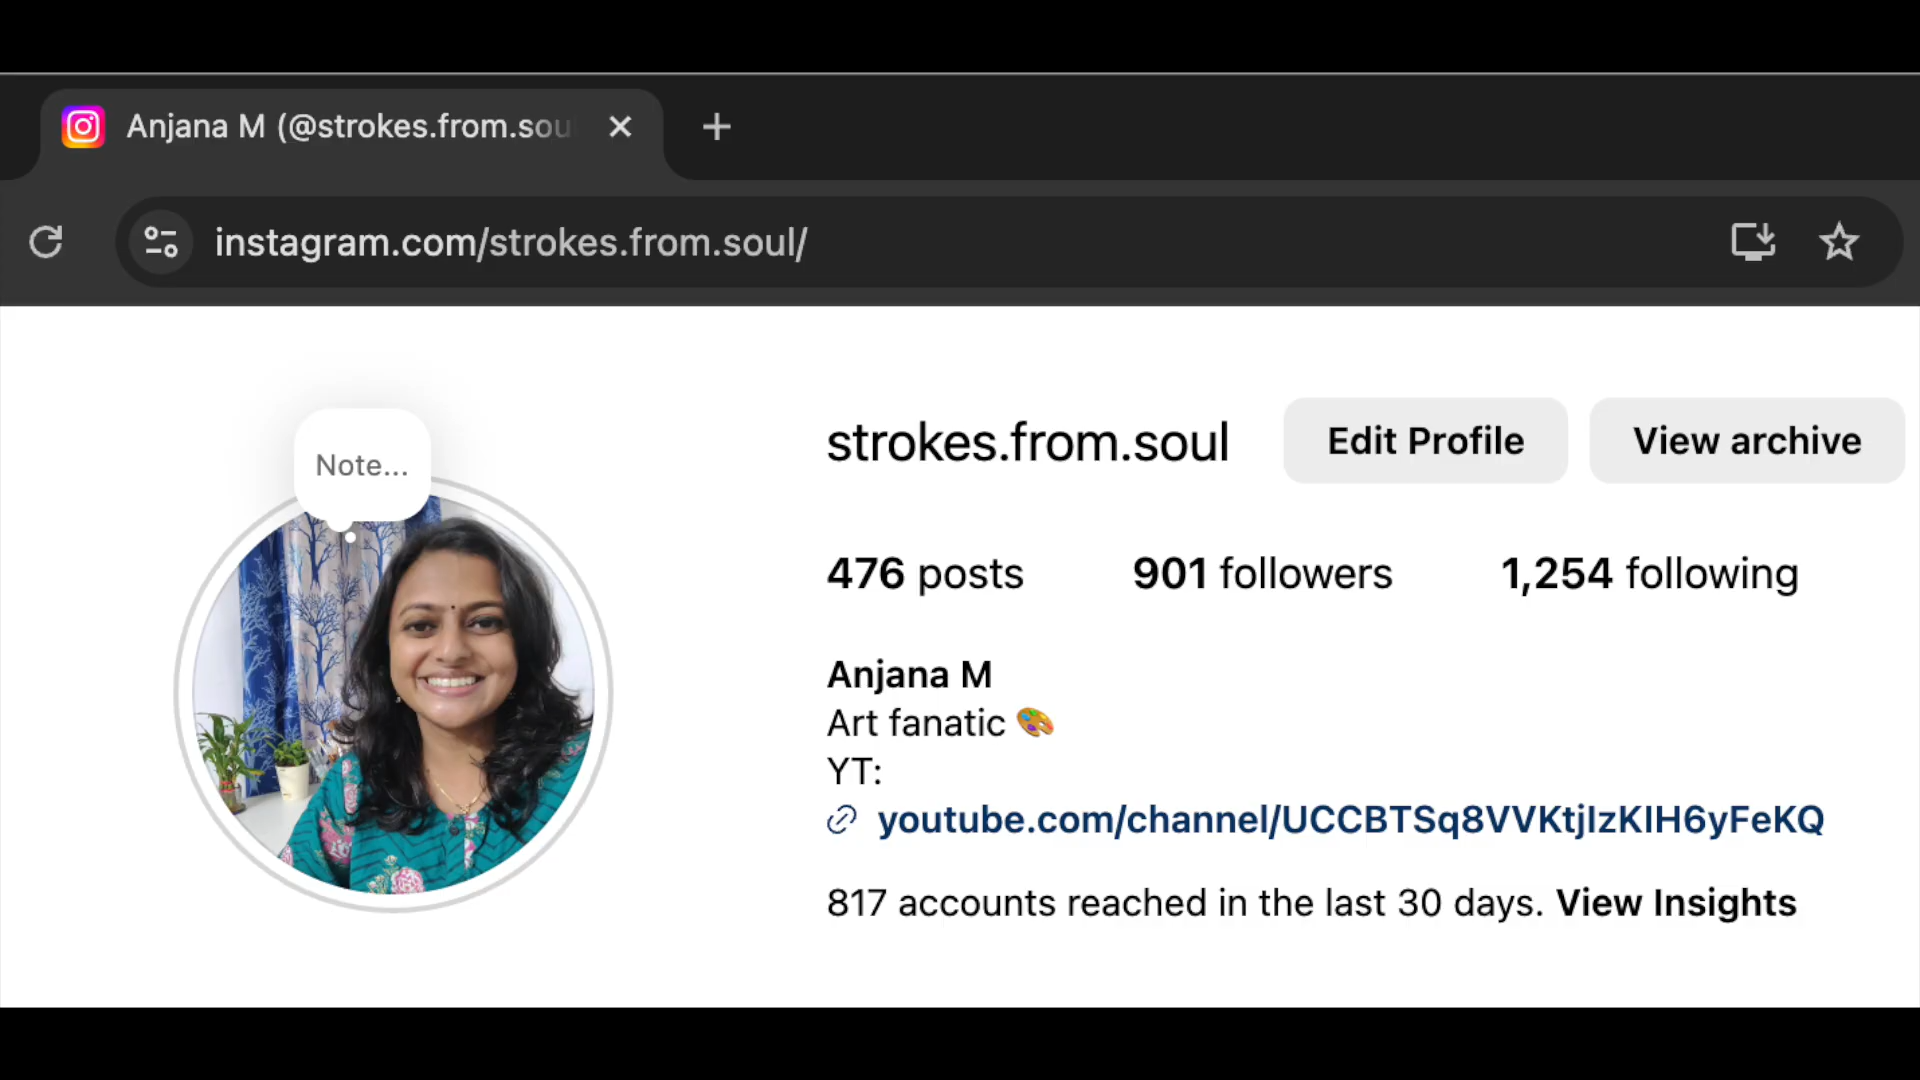 Anjana M (@strokes.from.sou
instagram.com/strokes.from.soul/
Note...
strokes.from.soul Edit Profile View archive
476 posts 901 followers 1,254 following
Anjana M
Art fanatic 🎨
YT:
youtube.com/channel/UCCBTSq8VVKtjIzKIH6yFeKQ
817 accounts reached in the last 30 days. View Insights